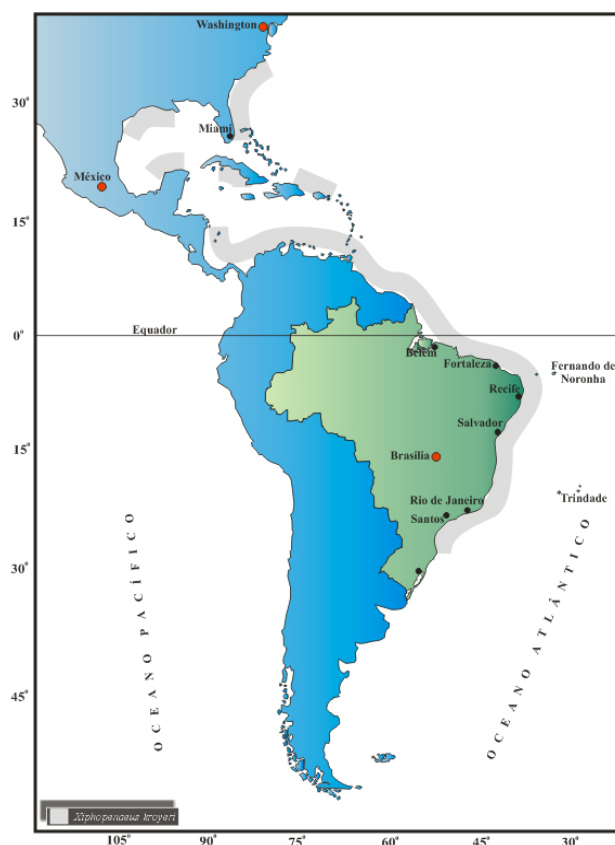 Washington
30°
Miami
México
15°
Equador
0°
Belém
Fortaleza
Fernando de
Noronha
Recife
Salvador
15°
Brasilia
Rio de Janeiro
Santos
Trindade
30°
OCEANO PACÍFICO
OCEANO ATLÂNTICO
45°
Xiphopenaeus kroyeri
105° 90° 75° 60° 45° 30°